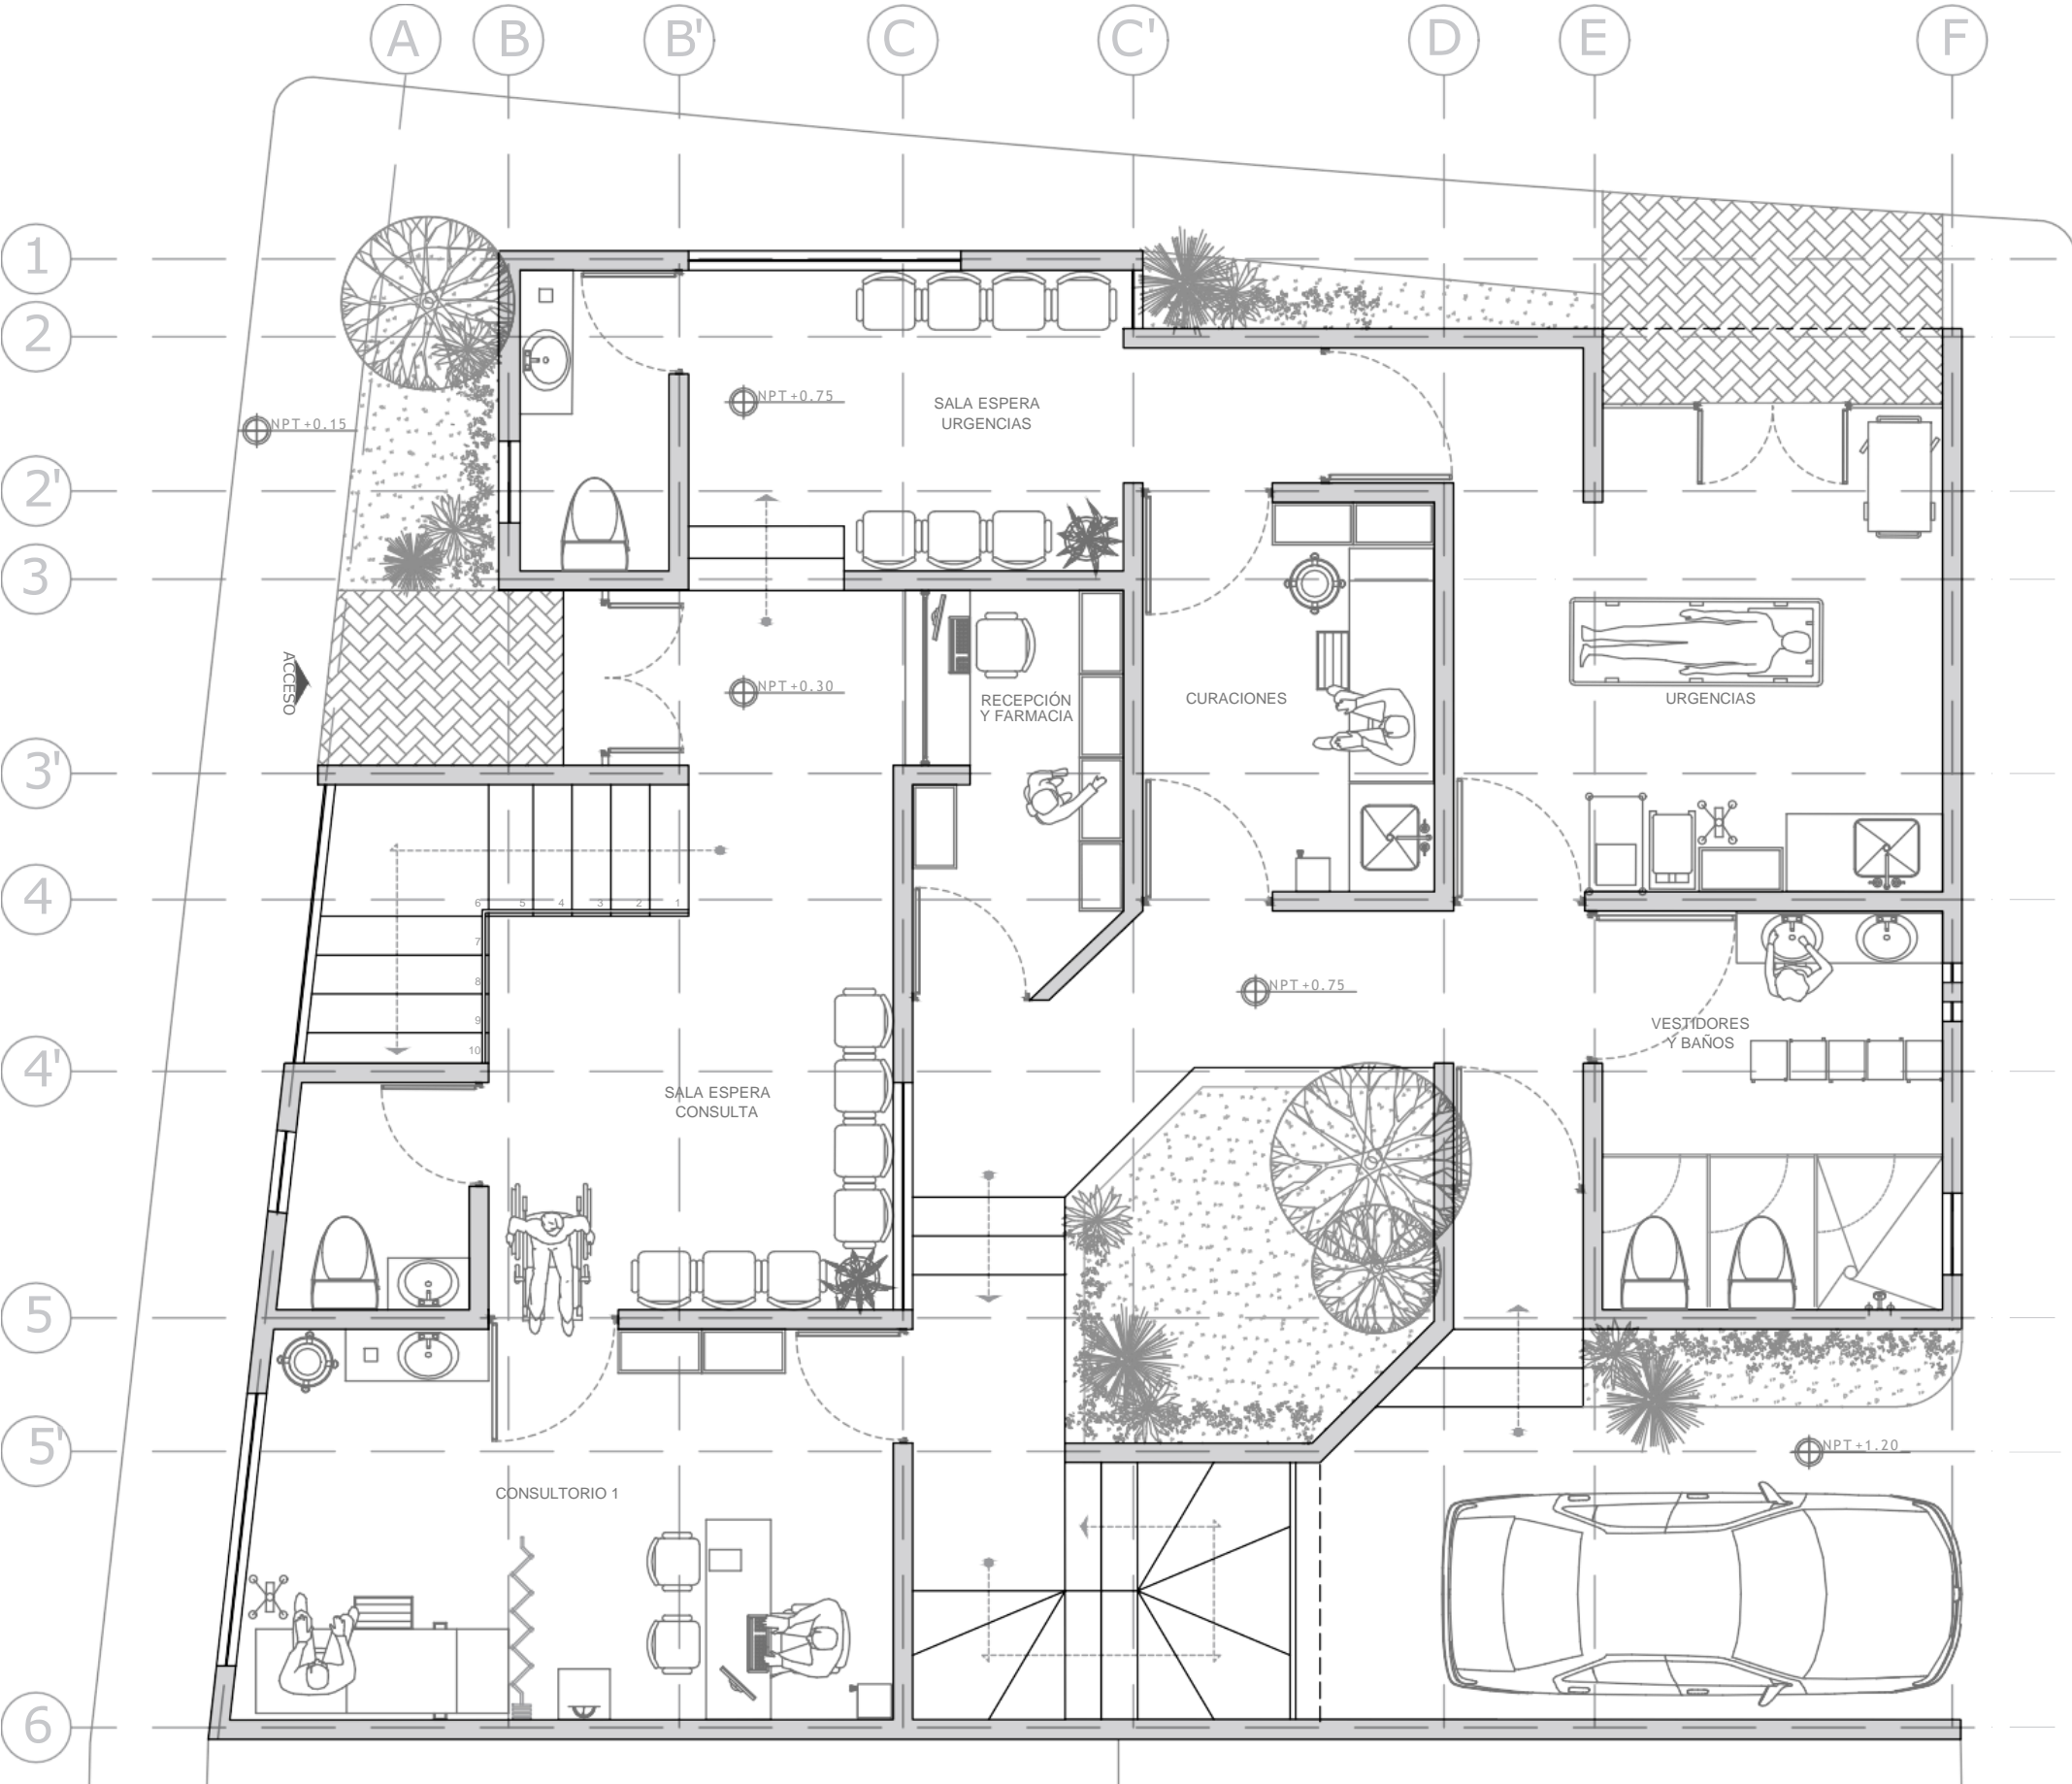 A
B
B'
C
C'
D
E
F
1
2
NPT+0.75
SALA ESPERA
URGENCIAS
NPT+0.15
2'
3
ACCESO
NPT+0.30
RECEPCIÓN
Y FARMACIA
CURACIONES
URGENCIAS
3'
4
6
5
4
3
2
1
7
8
9
10
NPT+0.75
VESTIDORES
Y BAÑOS
4'
SALA ESPERA
CONSULTA
5
5'
NPT+1.20
CONSULTORIO 1
6